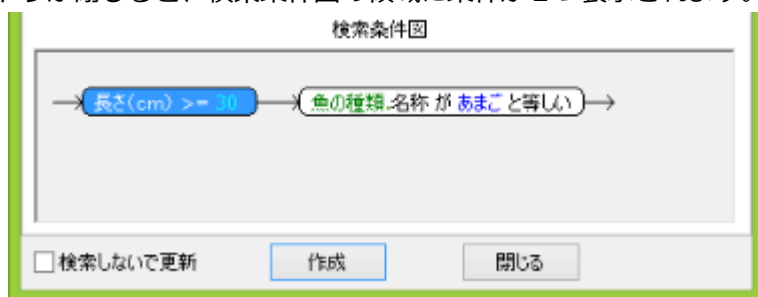 検索条件図
長さ(cm) >= 30 魚の種類.名称 が あまご と等しい
検索しないで更新 作成 閉じる